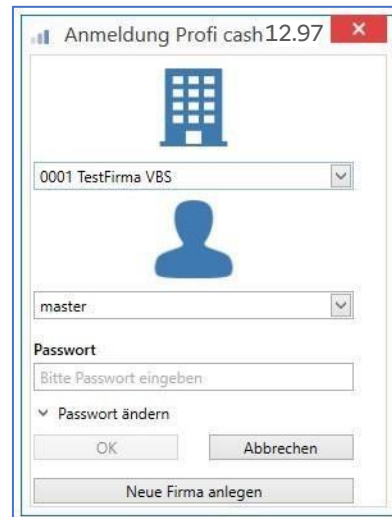 Anmeldung Profi cash 12.97
0001 TestFirma VBS
master
Passwort
Bitte Passwort eingeben
Passwort ändern
OK Abbrechen
Neue Firma anlegen